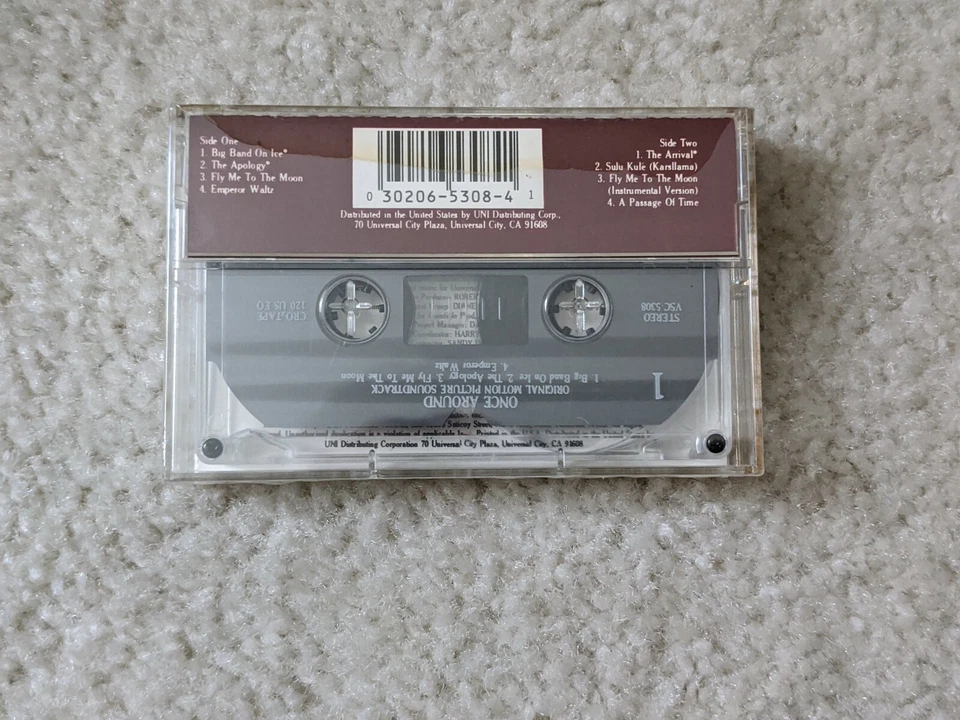 Side One
1. Big Band On Ice*
2. The Apology*
3. Fly Me To The Moon
4. Emperor Waltz
0 30206-5308-4 1
Side Two
1. The Arrival*
2. Sulu Kule (Karsllama)
3. Fly Me To The Moon
(Instrumental Version)
4. A Passage Of Time
Distributed in the United States by UNI Distributing Corp.,
70 Universal City Plaza, Universal City, CA 91608
1
ONCE AROUND
ORIGINAL MOTION PICTURE SOUNDTRACK
1. Big Band On Ice 2. The Apology 3. Fly Me To The Moon
4. Emperor Waltz
STEREO
VSC-5308
CRO₂TAPE
120 US EQ
Project Manager:
HARRY
UNI Distributing Corporation 70 Universal City Plaza, Universal City, CA 91608